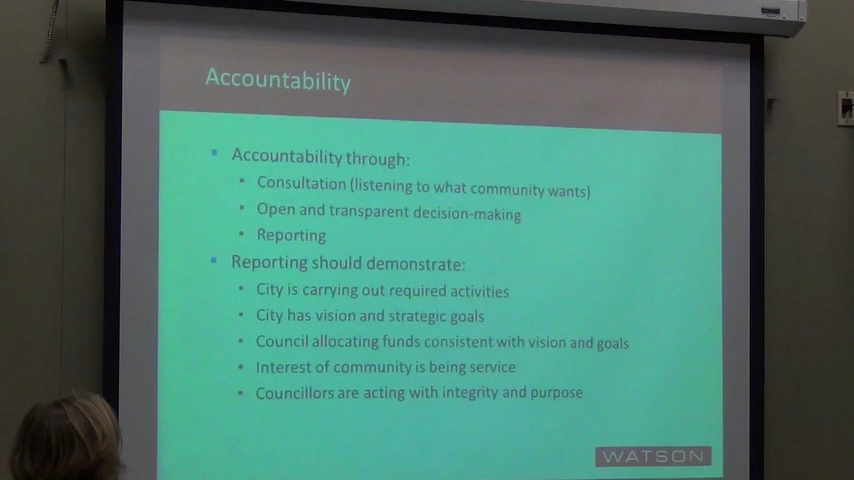 Accountability
Accountability through:
Consultation (listening to what community wants)
Open and transparent decision-making
Reporting
Reporting should demonstrate:
City is carrying out required activities
City has vision and strategic goals
Council allocating funds consistent with vision and goals
Interest of community is being service
Councillors are acting with integrity and purpose
WATSON